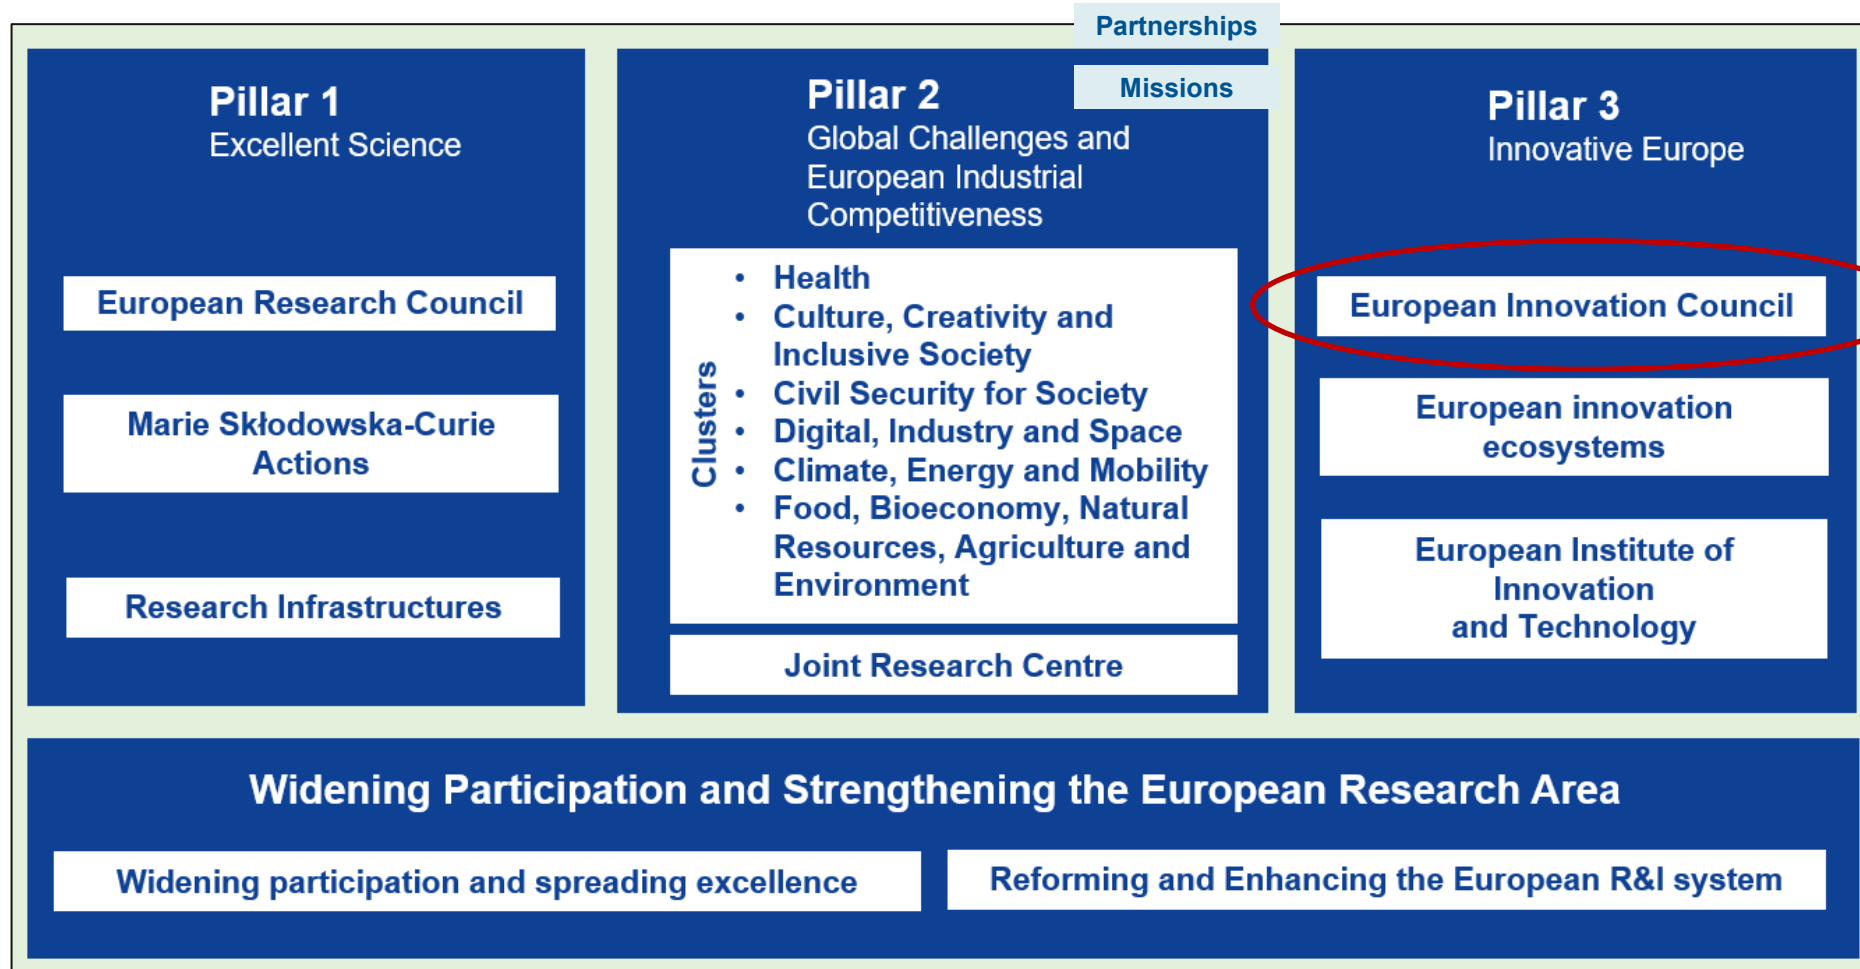 Partnerships
Missions
Pillar 1
Excellent Science
European Research Council
Marie Skłodowska-Curie
Actions
Research Infrastructures
Pillar 2
Global Challenges and
European Industrial
Competitiveness
Clusters
• Health
• Culture, Creativity and
Inclusive Society
• Civil Security for Society
• Digital, Industry and Space
• Climate, Energy and Mobility
• Food, Bioeconomy, Natural
Resources, Agriculture and
Environment
Joint Research Centre
Pillar 3
Innovative Europe
European Innovation Council
European innovation
ecosystems
European Institute of
Innovation
and Technology
Widening Participation and Strengthening the European Research Area
Widening participation and spreading excellence
Reforming and Enhancing the European R&I system